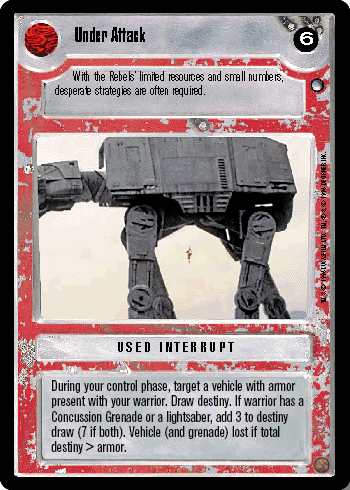 Under Attack
6
With the Rebels' limited resources and small numbers,
desperate strategies are often required.
USED INTERRUPT
During your control phase, target a vehicle with armor
present with your warrior. Draw destiny. If warrior has a
Concussion Grenade or a lightsaber, add 3 to destiny
draw (7 if both). Vehicle (and grenade) lost if total
destiny > armor.